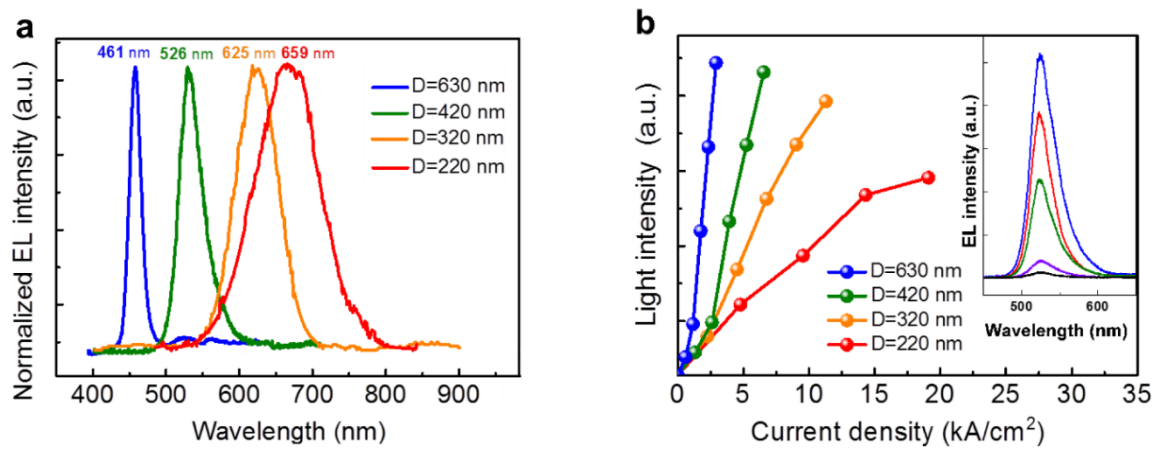 a
461 nm 526 nm 625 nm 659 nm
D=630 nm
D=420 nm
D=320 nm
D=220 nm
Normalized EL intensity (a.u.)
400 500 600 700 800 900
Wavelength (nm)
b
Light intensity (a.u.)
D=630 nm
D=420 nm
D=320 nm
D=220 nm
0 5 10 15 20 25 30 35
Current density (kA/cm²)
EL intensity (a.u.)
500 600
Wavelength (nm)